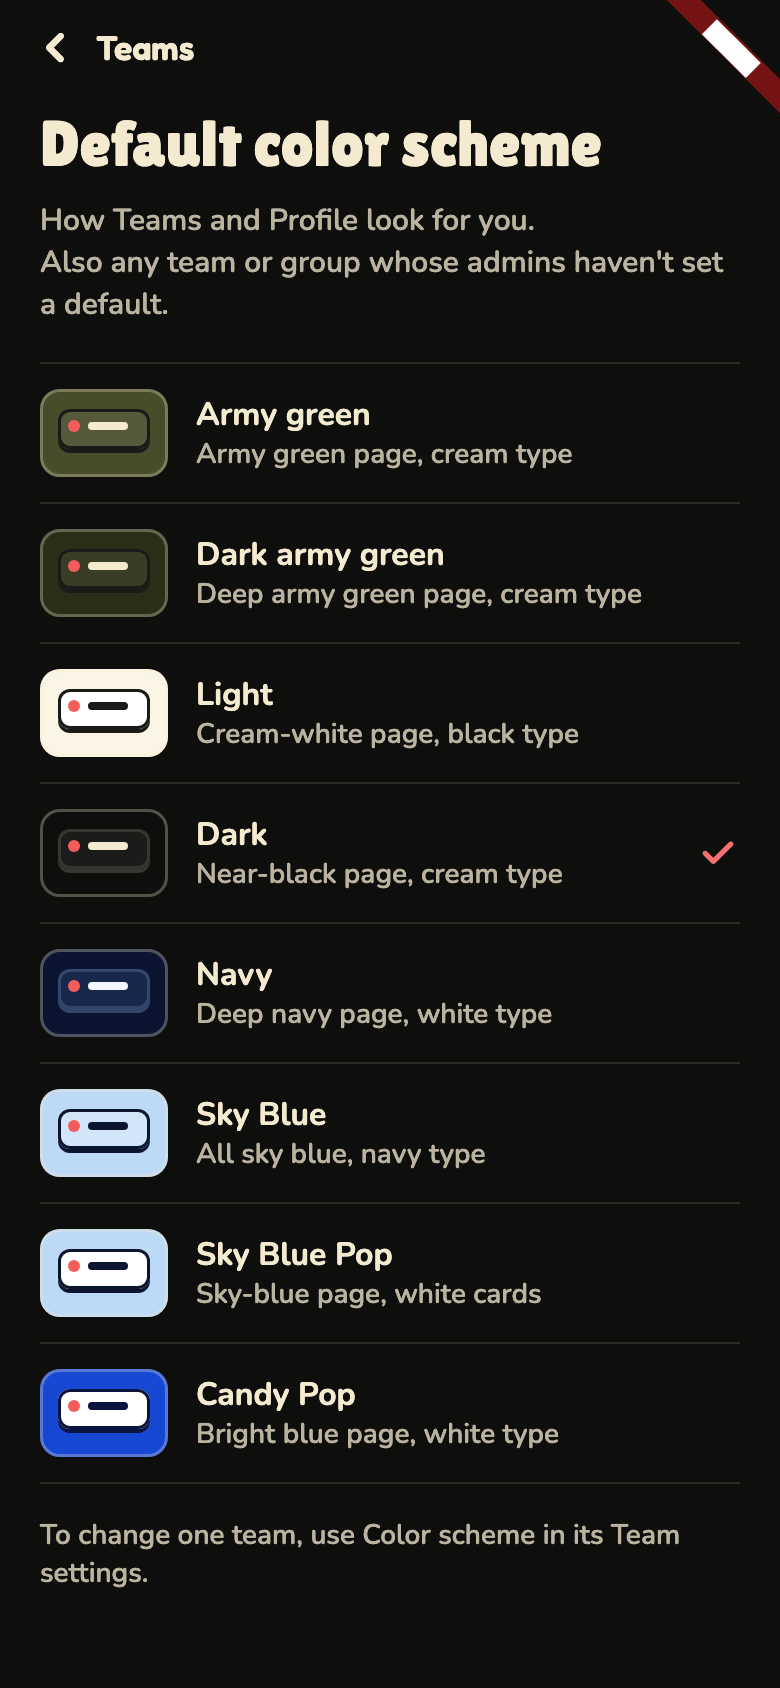 Teams
Default color scheme
How Teams and Profile look for you.
Also any team or group whose admins haven't set
a default.
Army green
Army green page, cream type
Dark army green
Deep army green page, cream type
Light
Cream-white page, black type
Dark
Near-black page, cream type
Navy
Deep navy page, white type
Sky Blue
All sky blue, navy type
Sky Blue Pop
Sky-blue page, white cards
Candy Pop
Bright blue page, white type
To change one team, use Color scheme in its Team
settings.